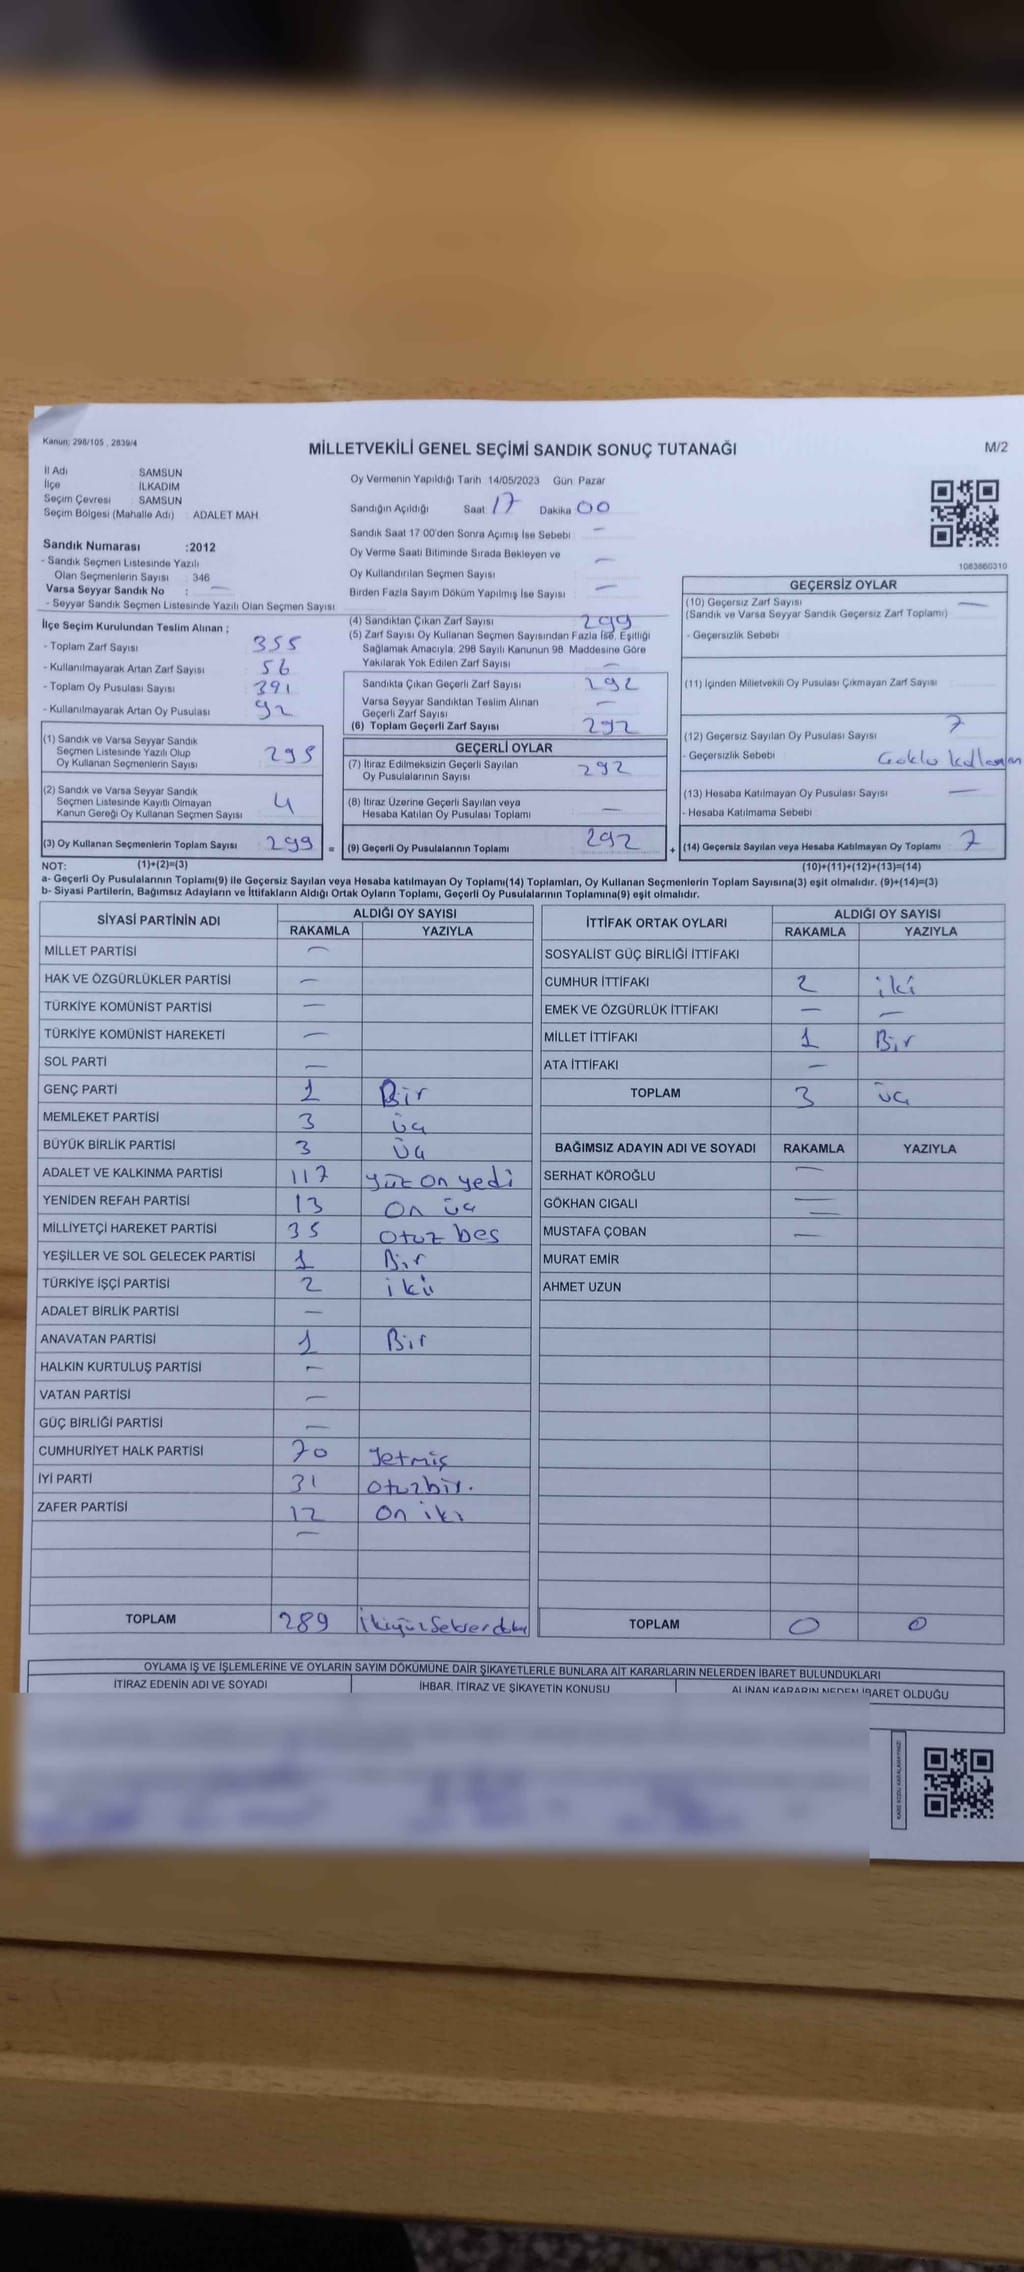 Kanun; 298/105 , 2839/4
MİLLETVEKİLİ GENEL SEÇİMİ SANDIK SONUÇ TUTANAĞI
M/2
İl Adı : SAMSUN
İlçe : İLKADIM
Seçim Çevresi : SAMSUN
Seçim Bölgesi (Mahalle Adı) : ADALET MAH.
Sandık Numarası :2012
- Sandık Seçmen Listesinde Yazılı
Olan Seçmenlerin Sayısı : 346
Varsa Seyyar Sandık No : —
- Seyyar Sandık Seçmen Listesinde Yazılı Olan Seçmen Sayısı
İlçe Seçim Kurulundan Teslim Alınan ;
- Toplam Zarf Sayısı 355
- Kullanılmayarak Artan Zarf Sayısı 56
- Toplam Oy Pusulası Sayısı 391
- Kullanılmayarak Artan Oy Pusulası 92
(1) Sandık ve Varsa Seyyar Sandık
Seçmen Listesinde Yazılı Olup
Oy Kullanan Seçmenlerin Sayısı 295
(2) Sandık ve Varsa Seyyar Sandık
Seçmen Listesinde Kayıtlı Olmayan
Kanun Gereği Oy Kullanan Seçmen Sayısı 4
(3) Oy Kullanan Seçmenlerin Toplam Sayısı 299 =
Oy Vermenin Yapıldığı Tarih 14/05/2023 Gün Pazar
Sandığın Açıldığı Saat 17 Dakika 00
Sandık Saat 17.00'den Sonra Açımış İse Sebebi —
Oy Verme Saati Bitiminde Sırada Bekleyen ve
Oy Kullandırılan Seçmen Sayısı —
Birden Fazla Sayım Döküm Yapılmış İse Sayısı —
(4) Sandıktan Çıkan Zarf Sayısı 299
(5) Zarf Sayısı Oy Kullanan Seçmen Sayısından Fazla İse, Eşitliği
Sağlamak Amacıyla, 298 Sayılı Kanunun 98. Maddesine Göre
Yakılarak Yok Edilen Zarf Sayısı —
Sandıkta Çıkan Geçerli Zarf Sayısı 292
Varsa Seyyar Sandıktan Teslim Alınan
Geçerli Zarf Sayısı —
(6) Toplam Geçerli Zarf Sayısı 292
GEÇERLİ OYLAR
(7) İtiraz Edilmeksizin Geçerli Sayılan
Oy Pusulalarının Sayısı 292
(8) İtiraz Üzerine Geçerli Sayılan veya
Hesaba Katılan Oy Pusulası Toplamı —
(9) Geçerli Oy Pusulalarının Toplamı 292 +
1083860310
GEÇERSİZ OYLAR
(10) Geçersiz Zarf Sayısı —
(Sandık ve Varsa Seyyar Sandık Geçersiz Zarf Toplamı)
- Geçersizlik Sebebi
(11) İçinden Milletvekili Oy Pusulası Çıkmayan Zarf Sayısı
(12) Geçersiz Sayılan Oy Pusulası Sayısı 7
- Geçersizlik Sebebi
(13) Hesaba Katılmayan Oy Pusulası Sayısı —
- Hesaba Katılmama Sebebi
(14) Geçersiz Sayılan veya Hesaba Katılmayan Oy Toplamı 7
NOT: (1)+(2)=(3) (10)+(11)+(12)+(13)=(14)
a- Geçerli Oy Pusulalarının Toplamı(9) ile Geçersiz Sayılan veya Hesaba katılmayan Oy Toplamı(14) Toplamları, Oy Kullanan Seçmenlerin Toplam Sayısına(3) eşit olmalıdır. (9)+(14)=(3)
b- Siyasi Partilerin, Bağımsız Adayların ve İttifakların Aldığı Ortak Oyların Toplamı, Geçerli Oy Pusulalarının Toplamına(9) eşit olmalıdır.
SİYASİ PARTİNİN ADI ALDIĞI OY SAYISI
RAKAMLA YAZIYLA
MİLLET PARTİSİ —
HAK VE ÖZGÜRLÜKLER PARTİSİ —
TÜRKİYE KOMÜNİST PARTİSİ —
TÜRKİYE KOMÜNİST HAREKETİ —
SOL PARTİ —
GENÇ PARTİ 1 Bir
MEMLEKET PARTİSİ 3 üç
BÜYÜK BİRLİK PARTİSİ 3 üç
ADALET VE KALKINMA PARTİSİ 117 yüz on yedi
YENİDEN REFAH PARTİSİ 13 on üç
MİLLİYETÇİ HAREKET PARTİSİ 35 otuz beş
YEŞİLLER VE SOL GELECEK PARTİSİ 1 Bir
TÜRKİYE İŞÇİ PARTİSİ 2 iki
ADALET BİRLİK PARTİSİ —
ANAVATAN PARTİSİ 1 Bir
HALKIN KURTULUŞ PARTİSİ —
VATAN PARTİSİ —
GÜÇ BİRLİĞİ PARTİSİ —
CUMHURİYET HALK PARTİSİ 70 Yetmiş
İYİ PARTİ 31 otuzbir.
ZAFER PARTİSİ 12 on iki
—
TOPLAM 289
İTTİFAK ORTAK OYLARI ALDIĞI OY SAYISI
RAKAMLA YAZIYLA
SOSYALİST GÜÇ BİRLİĞİ İTTİFAKI
CUMHUR İTTİFAKI 2 iki
EMEK VE ÖZGÜRLÜK İTTİFAKI — —
MİLLET İTTİFAKI 1 Bir
ATA İTTİFAKI —
TOPLAM 3 üç
BAĞIMSIZ ADAYIN ADI VE SOYADI RAKAMLA YAZIYLA
SERHAT KÖROĞLU —
GÖKHAN CIGALI —
MUSTAFA ÇOBAN —
MURAT EMİR
AHMET UZUN
TOPLAM 0 0
OYLAMA İŞ VE İŞLEMLERİNE VE OYLARIN SAYIM DÖKÜMÜNE DAİR ŞİKAYETLERLE BUNLARA AİT KARARLARIN NELERDEN İBARET BULUNDUKLARI
İTİRAZ EDENİN ADI VE SOYADI İHBAR, İTİRAZ VE ŞİKAYETİN KONUSU ALINAN KARARIN NEDEN İBARET OLDUĞU